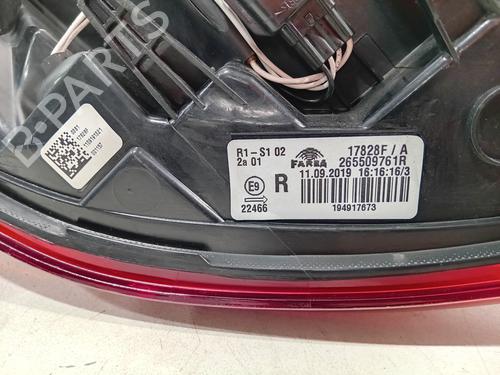 B-PARTS
R1-S1 02
2a 01
FARBA
17828F / A
265509761R
E9
22466
R
11.09.2019 16:16:16/3
194917673
17828F